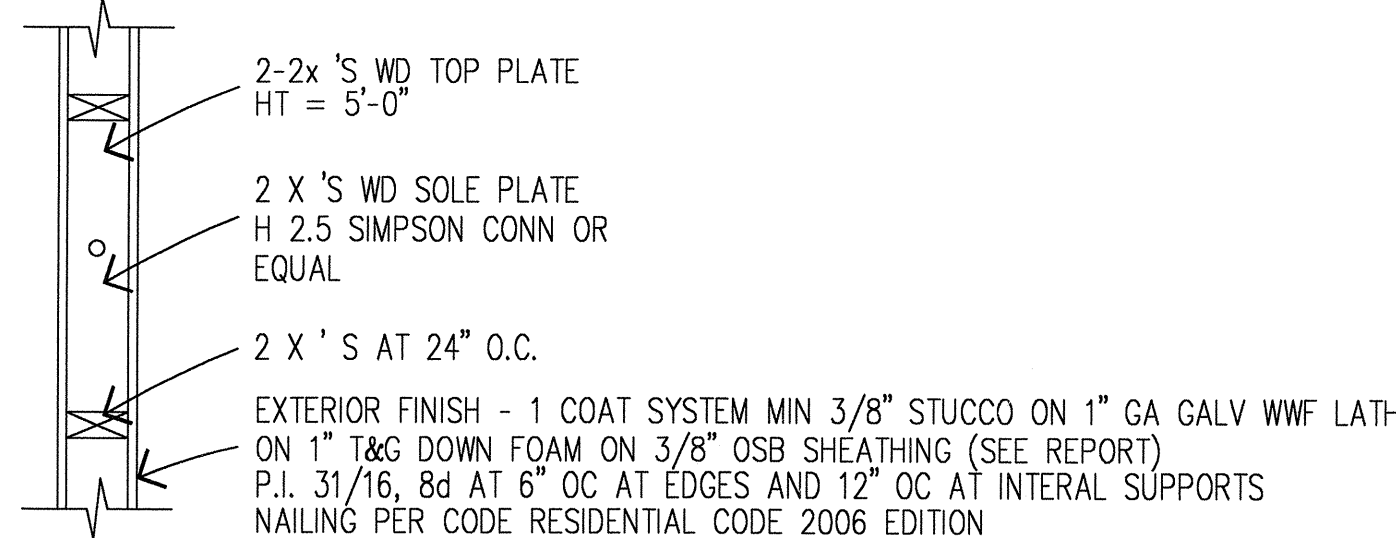 2-2x 'S WD TOP PLATE
HT = 5'-0"
2 X 'S WD SOLE PLATE
H 2.5 SIMPSON CONN OR
EQUAL
2 X ' S AT 24" O.C.
EXTERIOR FINISH - 1 COAT SYSTEM MIN 3/8" STUCCO ON 1" GA GALV WWF LATH
ON 1" T&G DOWN FOAM ON 3/8" OSB SHEATHING (SEE REPORT)
P.I. 31/16, 8d AT 6" OC AT EDGES AND 12" OC AT INTERAL SUPPORTS
NAILING PER CODE RESIDENTIAL CODE 2006 EDITION